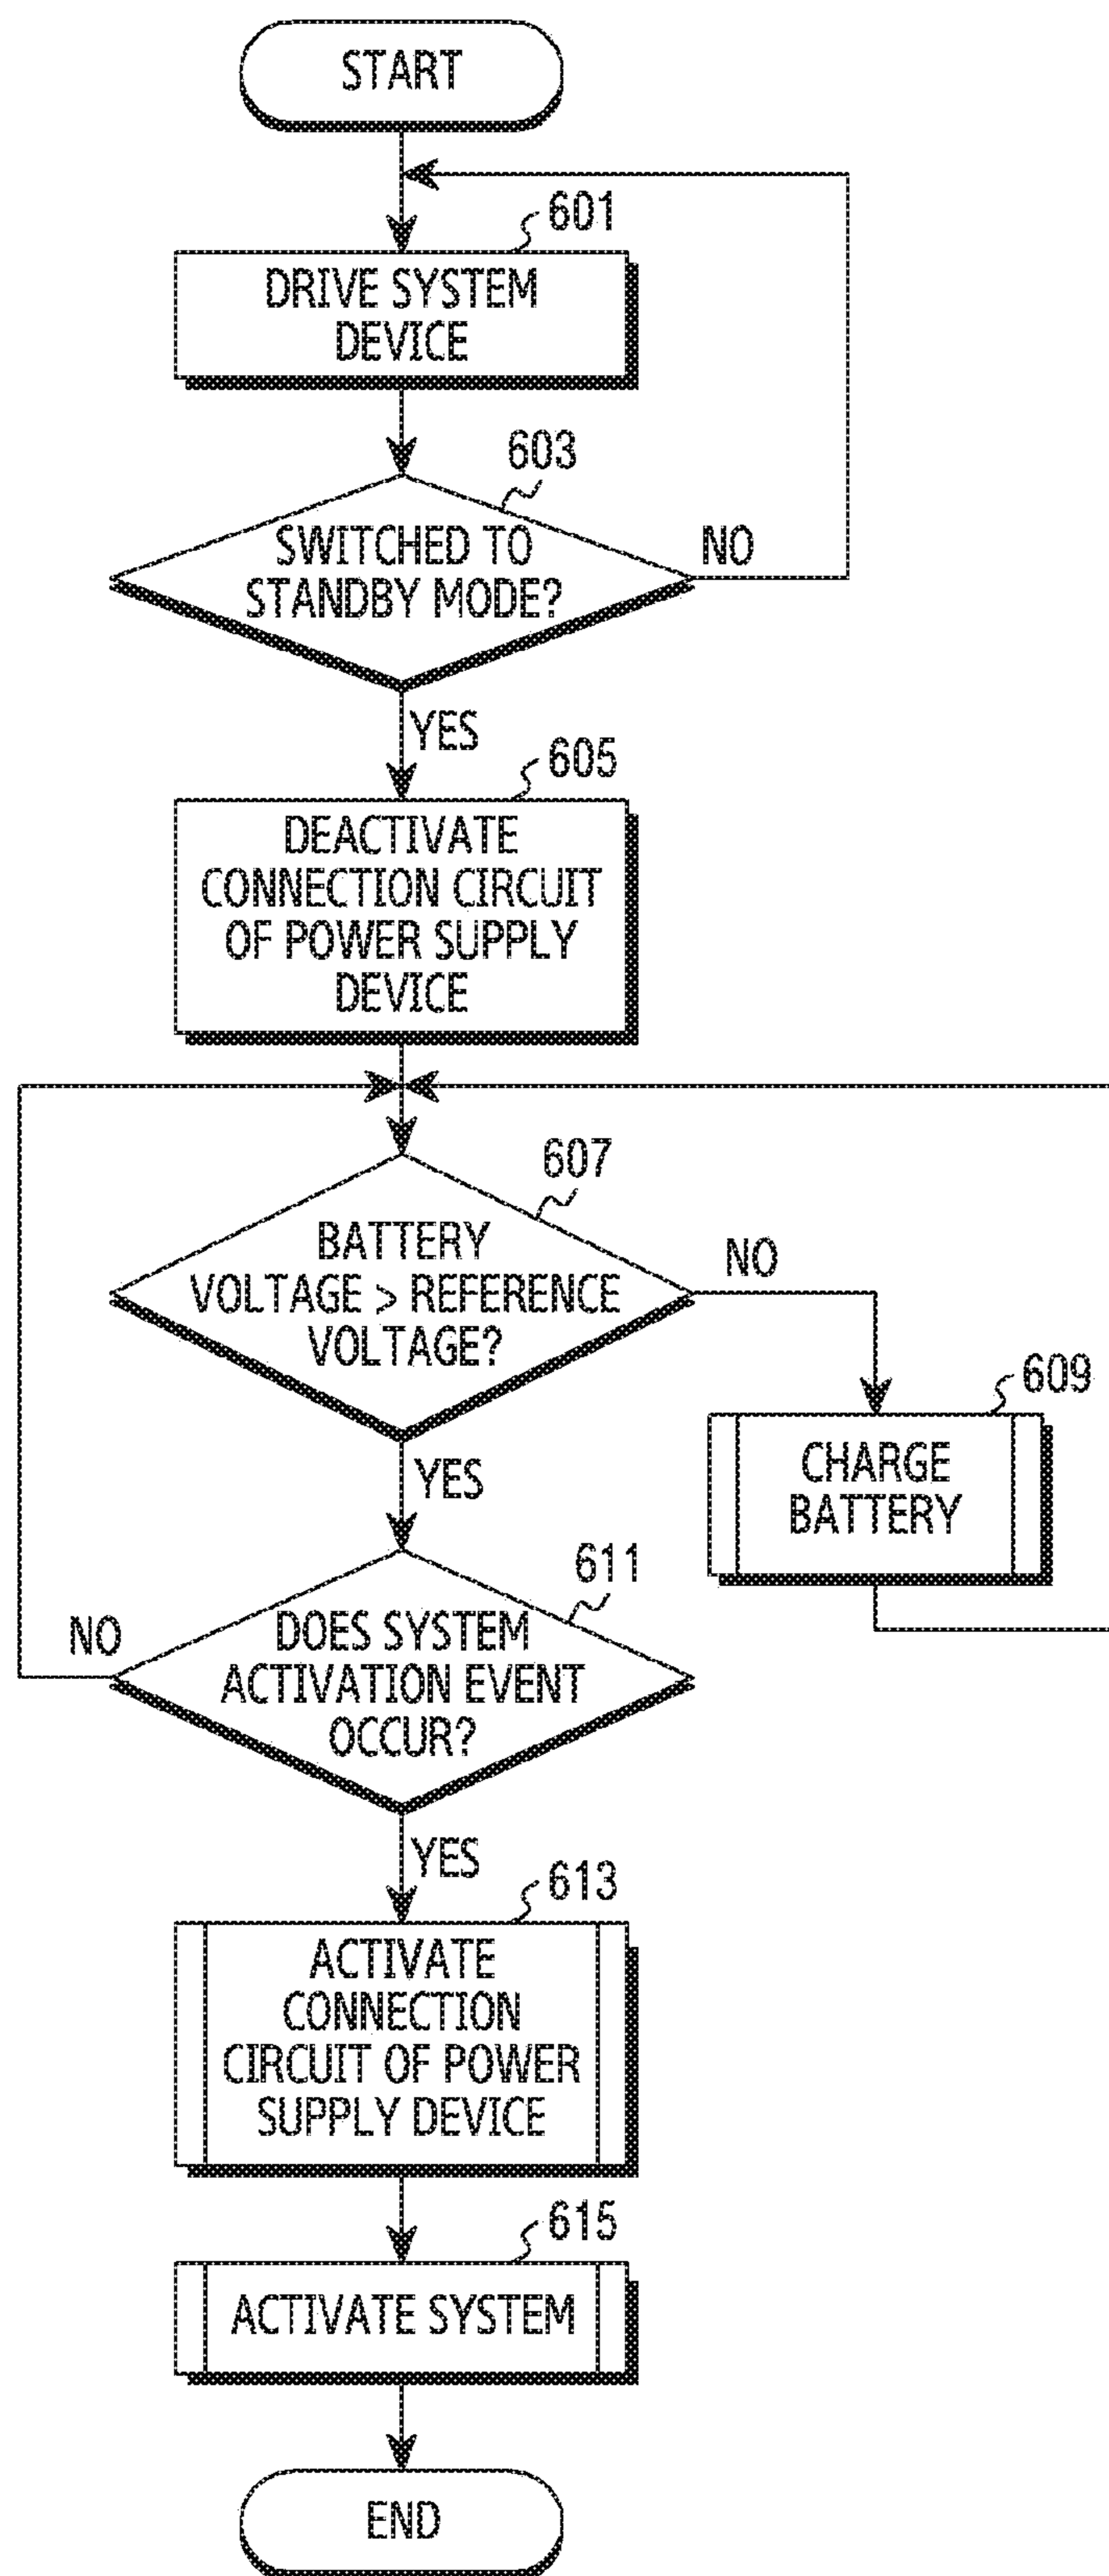 START
601
DRIVE SYSTEM
DEVICE
603
SWITCHED TO
STANDBY MODE?
NO
YES
605
DEACTIVATE
CONNECTION CIRCUIT
OF POWER SUPPLY
DEVICE
607
BATTERY
VOLTAGE > REFERENCE
VOLTAGE?
NO
609
CHARGE
BATTERY
YES
611
DOES SYSTEM
ACTIVATION EVENT
OCCUR?
NO
YES
613
ACTIVATE
CONNECTION
CIRCUIT OF POWER
SUPPLY DEVICE
615
ACTIVATE SYSTEM
END